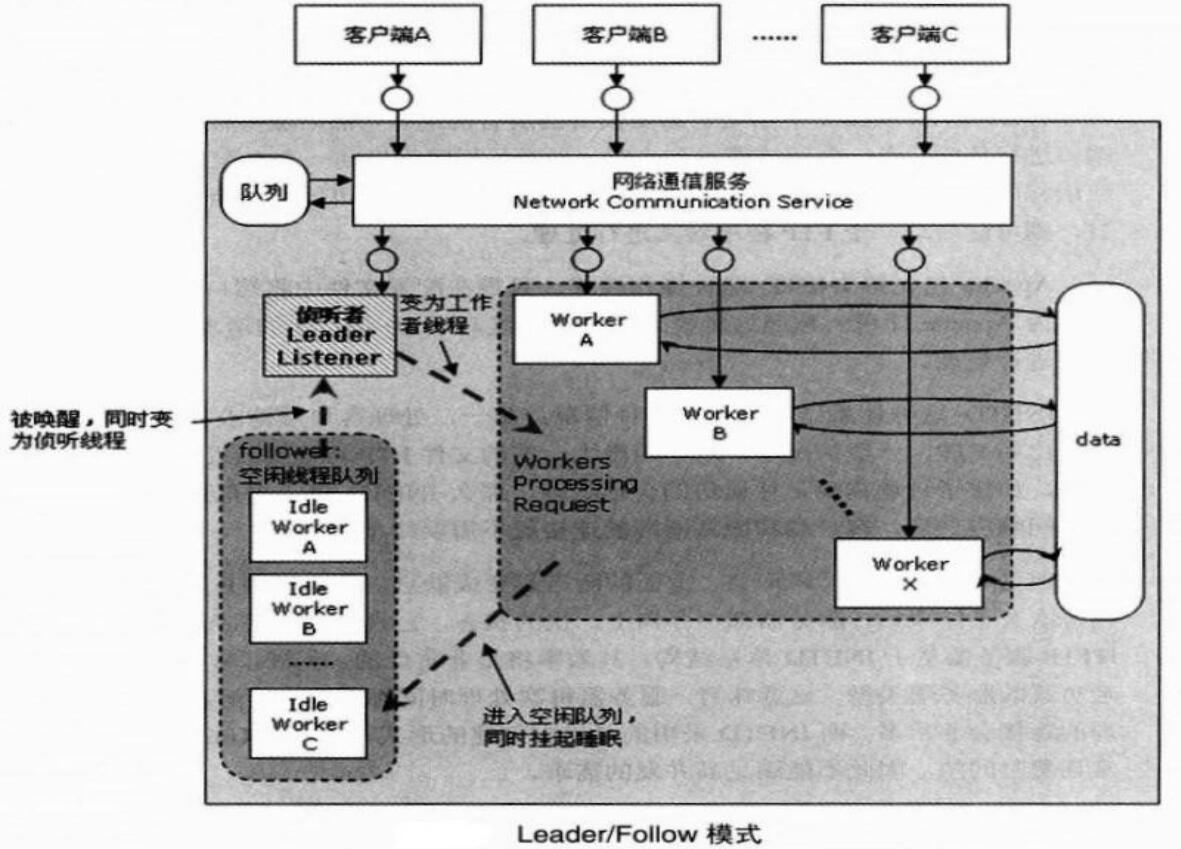 客户端A
客户端B
......
客户端C
队列
网络通信服务
Network Communication Service
侦听者
Leader
Listener
变为工作
者线程
Worker
A
Worker
B
data
被唤醒，同时变
为侦听线程
follower：
空闲线程队列
Workers
Processing
Request
Idle
Worker
A
Worker
X
Idle
Worker
B
......
Idle
Worker
C
进入空闲队列，
同时挂起睡眠
Leader/Follow 模式